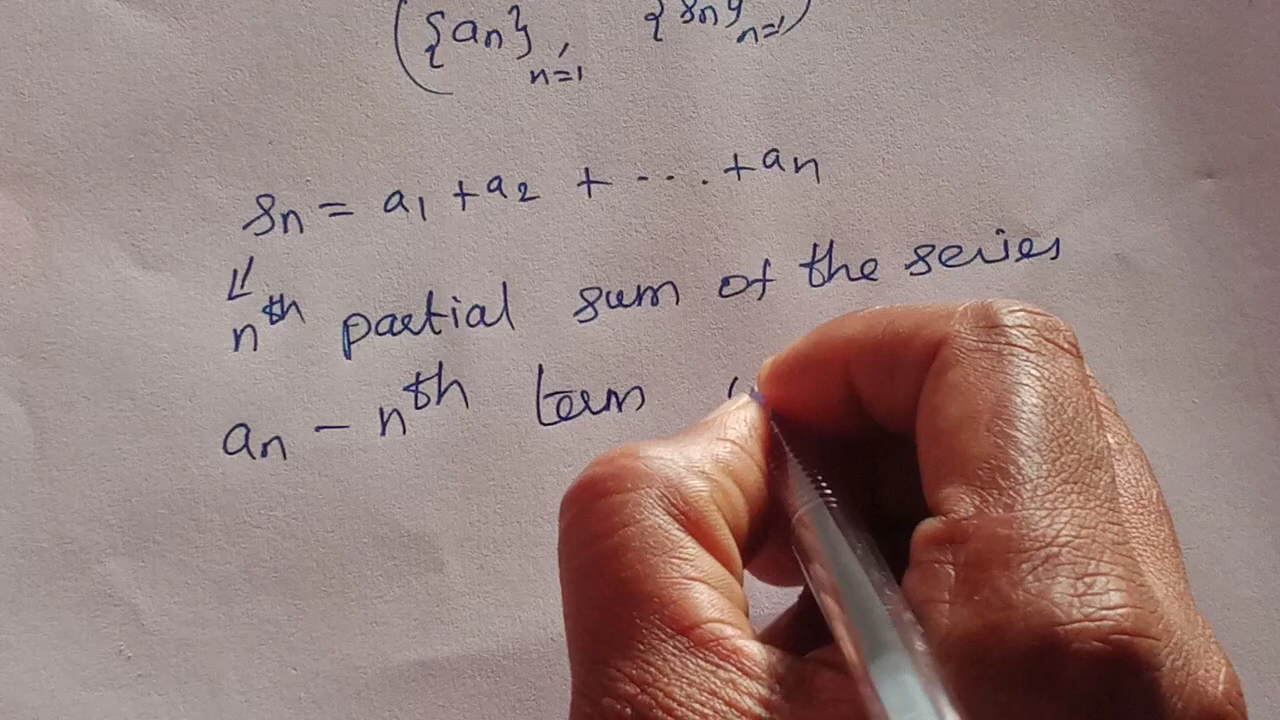 ({aₙ}ₙ₌₁, {sₙ}ₙ₌₁)
sₙ = a₁ + a₂ + .... + aₙ
⇓
nᵗʰ partial sum of the series
aₙ - nᵗʰ term